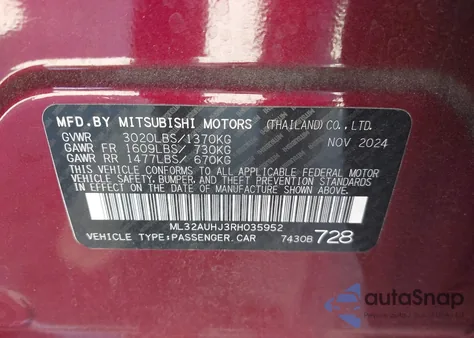 MFD.BY MITSUBISHI MOTORS (THAILAND)CO.,LTD.
GVWR 3020LBS/1370KG NOV 2024
GAWR FR 1609LBS/ 730KG
GAWR RR 1477LBS/ 670KG
THIS VEHICLE CONFORMS TO ALL APPLICABLE FEDERAL MOTOR
VEHICLE SAFETY,BUMPER, AND THEFT PREVENTION
STANDARDS IN EFFECT ON THE DATE OF MANUFACTURE
SHOWN ABOVE.
ML32AUHJ3RH035952
VEHICLE TYPE:PASSENGER.CAR 7430B 728
autoSnap